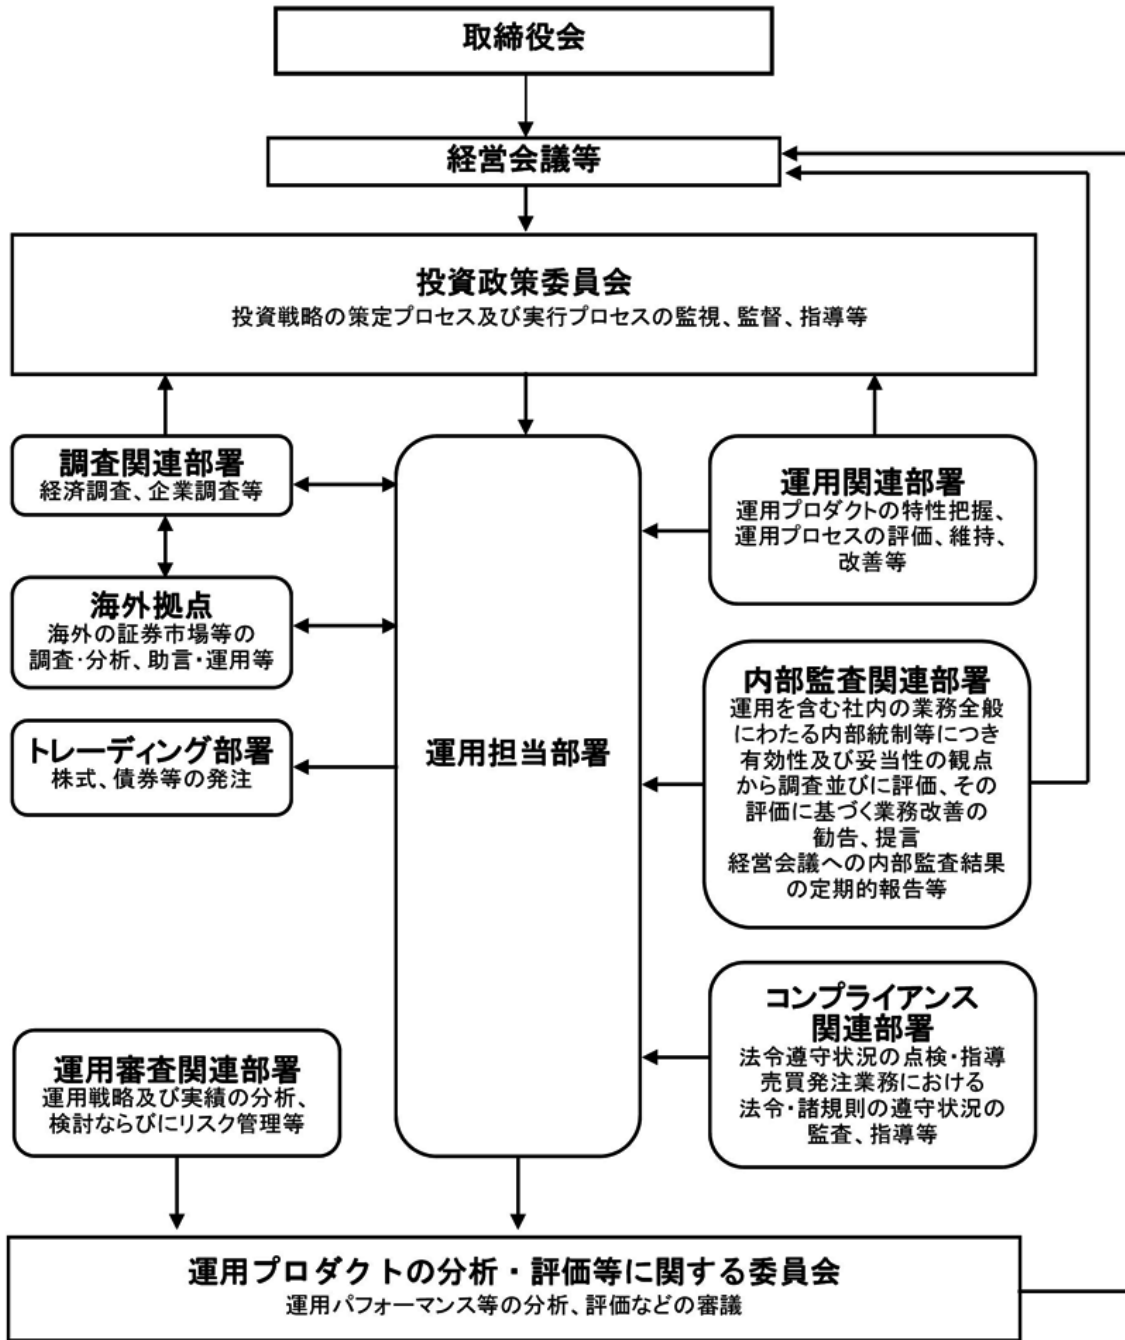 取締役会
経営会議等
投資政策委員会
投資戦略の策定プロセス及び実行プロセスの監視、監督、指導等
調査関連部署
経済調査、企業調査等
海外拠点
海外の証券市場等の
調査・分析、助言・運用等
トレーディング部署
株式、債券等の発注
運用担当部署
運用関連部署
運用プロダクトの特性把握、
運用プロセスの評価、維持、
改善等
内部監査関連部署
運用を含む社内の業務全般
にわたる内部統制等につき
有効性及び妥当性の観点
から調査並びに評価、その
評価に基づく業務改善の
勧告、提言
経営会議への内部監査結果
の定期的報告等
コンプライアンス
関連部署
法令遵守状況の点検・指導
売買発注業務における
法令・諸規則の遵守状況の
監査、指導等
運用審査関連部署
運用戦略及び実績の分析、
検討ならびにリスク管理等
運用プロダクトの分析・評価等に関する委員会
運用パフォーマンス等の分析、評価などの審議